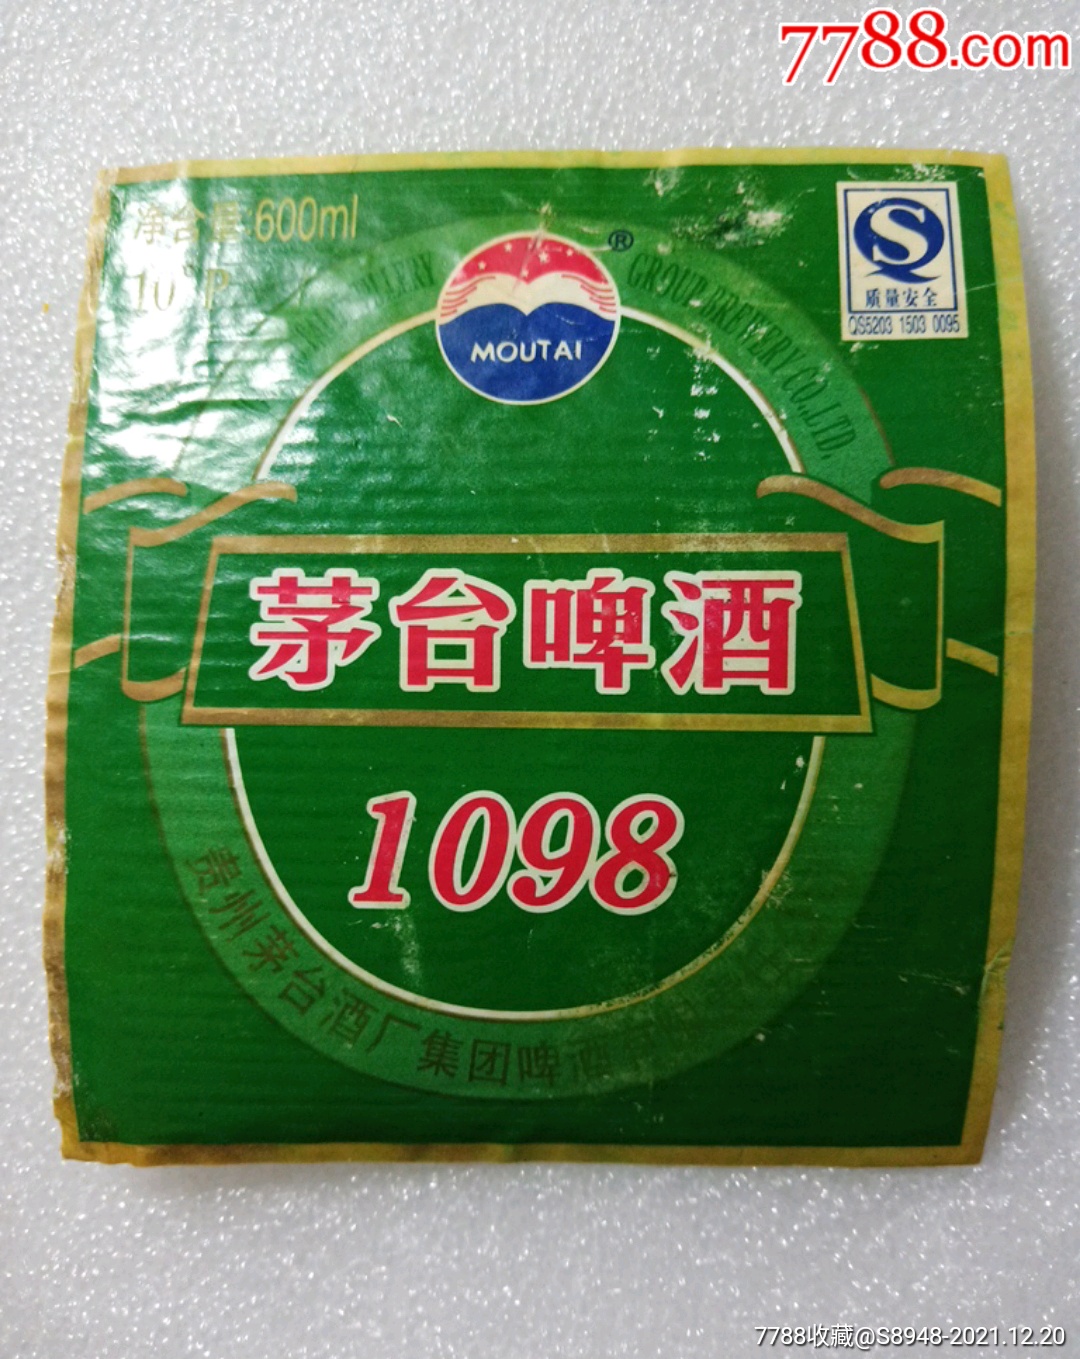 7788.com
净含量 600ml
10°P
GROUP BREWERY CO.,LTD.
®
MOUTAI
S
质量安全
QS5203 1503 0095
茅台啤酒
1098
贵州茅台酒厂集团啤酒
7788收藏@S8948-2021.12.20